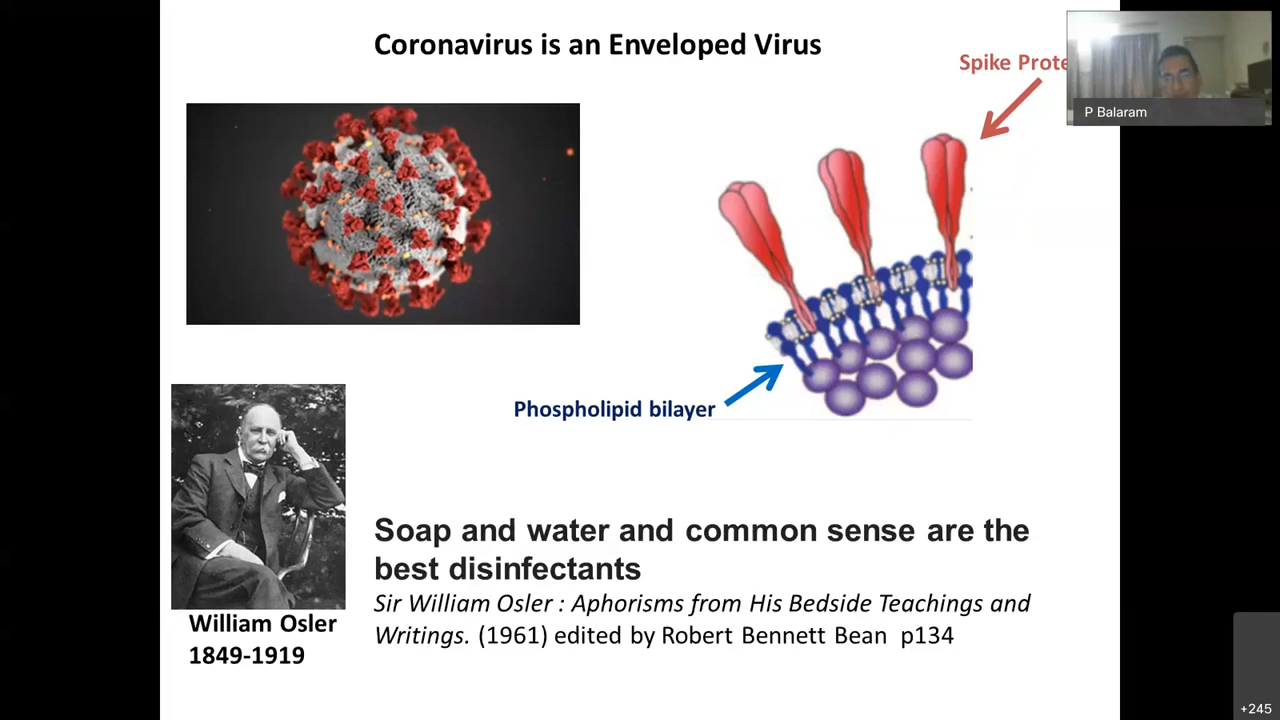 Coronavirus is an Enveloped Virus
Spike
P Balaram
Phospholipid bilayer
Soap and water and common sense are the
best disinfectants
Sir William Osler : Aphorisms from His Bedside Teachings and
Writings. (1961) edited by Robert Bennett Bean p134
William Osler
1849-1919
+245